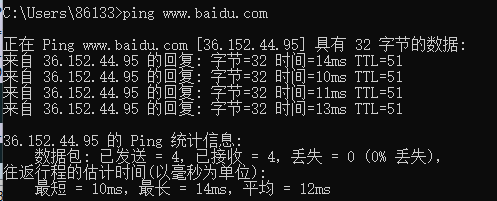 C:\Users\86133>ping www.baidu.com
正在 Ping www.baidu.com [36.152.44.95] 具有 32 字节的数据:
来自 36.152.44.95 的回复: 字节=32 时间=14ms TTL=51
来自 36.152.44.95 的回复: 字节=32 时间=10ms TTL=51
来自 36.152.44.95 的回复: 字节=32 时间=11ms TTL=51
来自 36.152.44.95 的回复: 字节=32 时间=13ms TTL=51
36.152.44.95 的 Ping 统计信息:
数据包: 已发送 = 4，已接收 = 4，丢失 = 0 (0% 丢失)，
往返行程的估计时间(以毫秒为单位):
最短 = 10ms，最长 = 14ms，平均 = 12ms